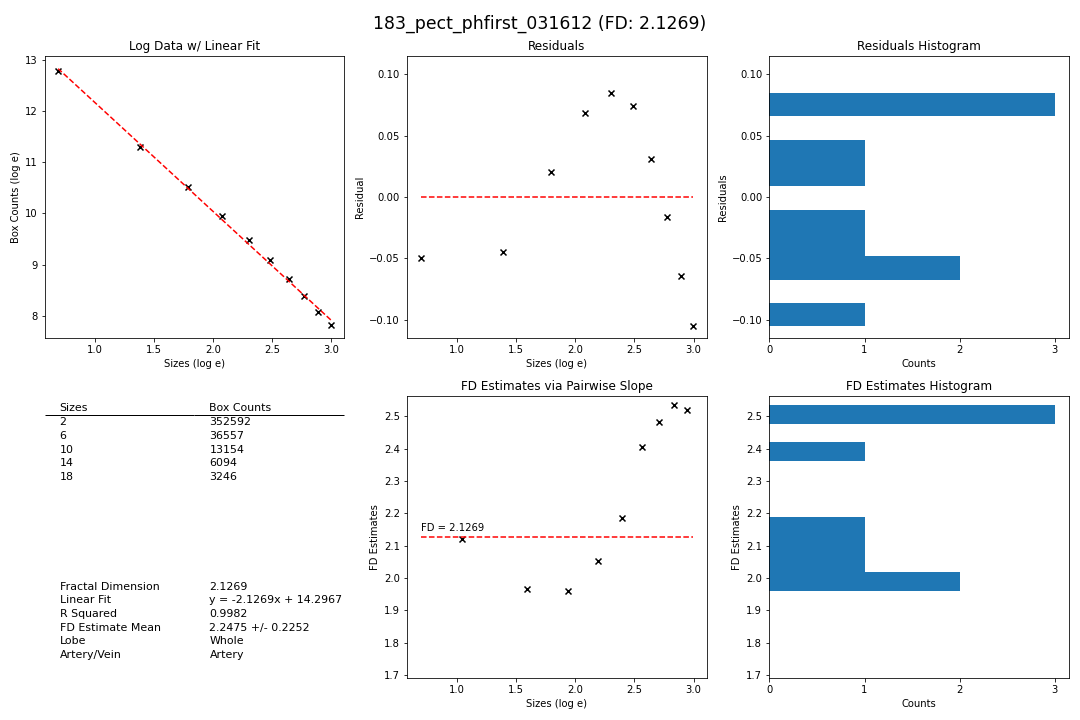 183_pect_phfirst_031612 (FD: 2.1269)
Log Data w/ Linear Fit
13
12
11
10
9
8
Box Counts (log e)
1.0 1.5 2.0 2.5 3.0
Sizes (log e)
Residuals
0.10
0.05
0.00
−0.05
−0.10
Residual
1.0 1.5 2.0 2.5 3.0
Sizes (log e)
Residuals Histogram
0.10
0.05
0.00
−0.05
−0.10
Residuals
0 1 2 3
Counts
Sizes Box Counts
2 352592
6 36557
10 13154
14 6094
18 3246
Fractal Dimension 2.1269
Linear Fit y = -2.1269x + 14.2967
R Squared 0.9982
FD Estimate Mean 2.2475 +/- 0.2252
Lobe Whole
Artery/Vein Artery
FD Estimates via Pairwise Slope
2.5
2.4
2.3
2.2
2.1
2.0
1.9
1.8
1.7
FD Estimates
FD = 2.1269
1.0 1.5 2.0 2.5 3.0
Sizes (log e)
FD Estimates Histogram
2.5
2.4
2.3
2.2
2.1
2.0
1.9
1.8
1.7
FD Estimates
0 1 2 3
Counts